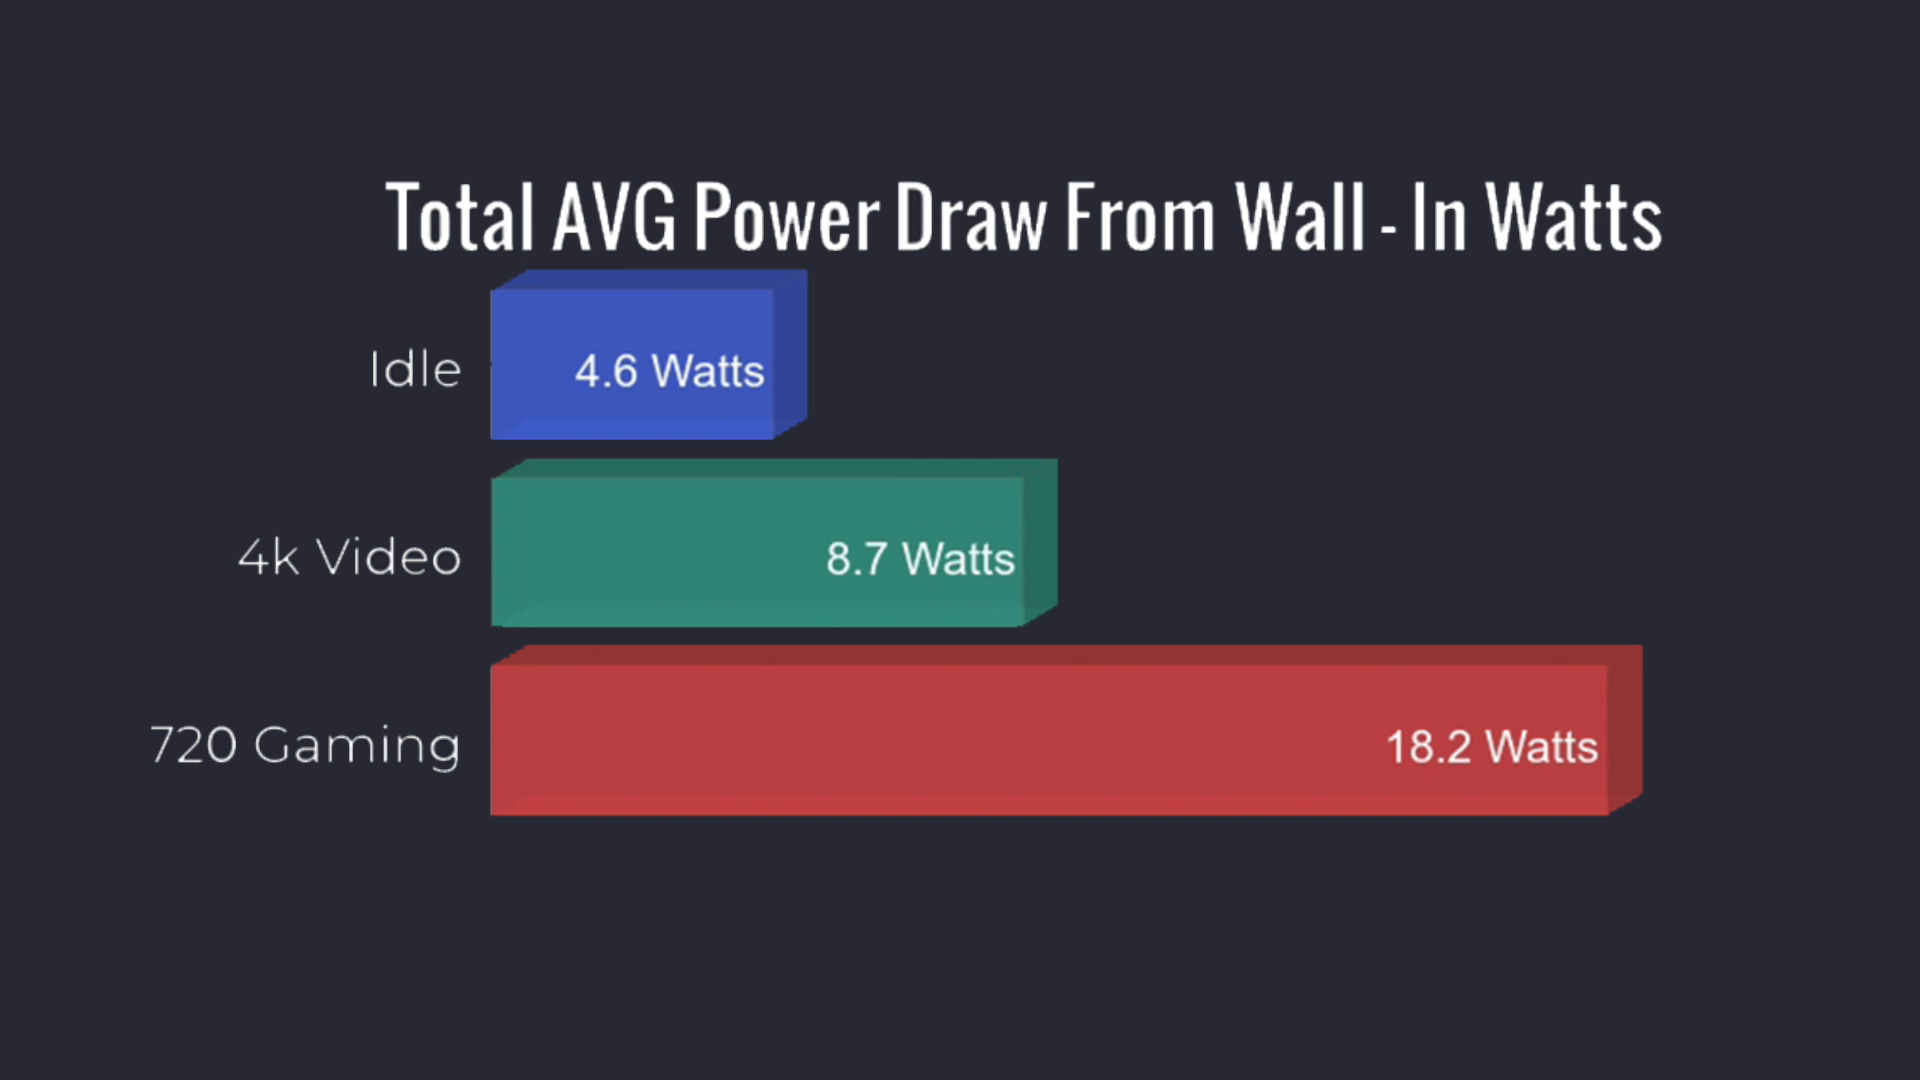 Total AVG Power Draw From Wall - In Watts
Idle
4.6 Watts
4k Video
8.7 Watts
720 Gaming
18.2 Watts